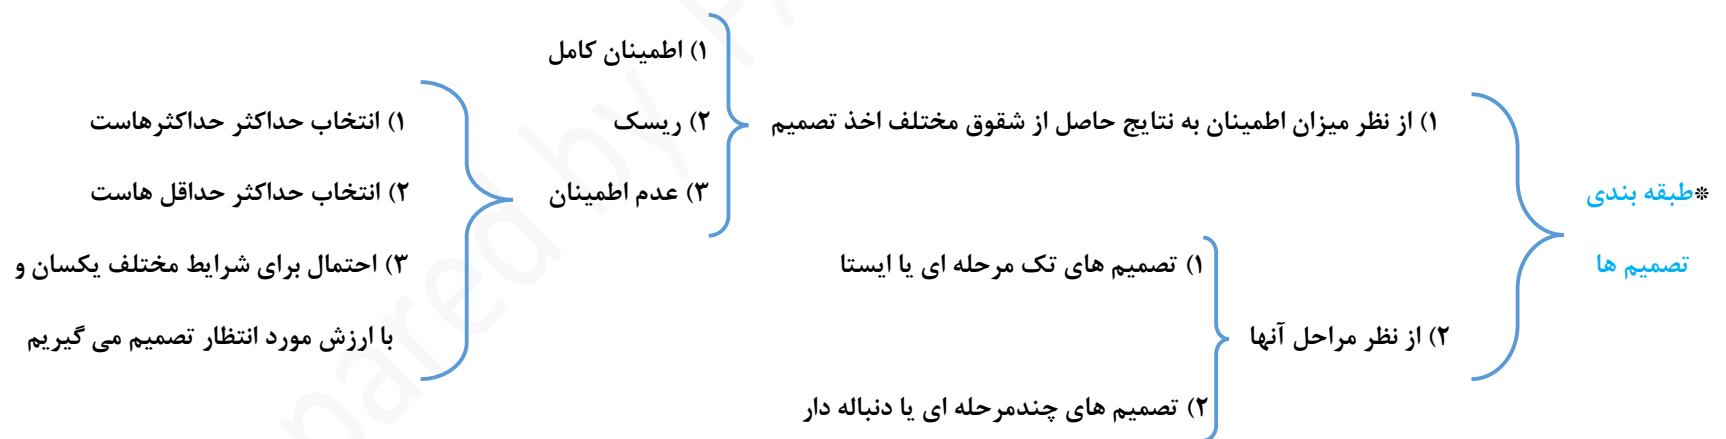 *طبقه بندی
تصمیم ها
۱) از نظر میزان اطمینان به نتایج حاصل از شقوق مختلف اخذ تصمیم
۱) اطمینان کامل
۲) ریسک
۳) عدم اطمینان
۱) انتخاب حداکثر حداکثرهاست
۲) انتخاب حداکثر حداقل هاست
۳) احتمال برای شرایط مختلف یکسان و
با ارزش مورد انتظار تصمیم می گیریم
۲) از نظر مراحل آنها
۱) تصمیم های تک مرحله ای یا ایستا
۲) تصمیم های چندمرحله ای یا دنباله دار